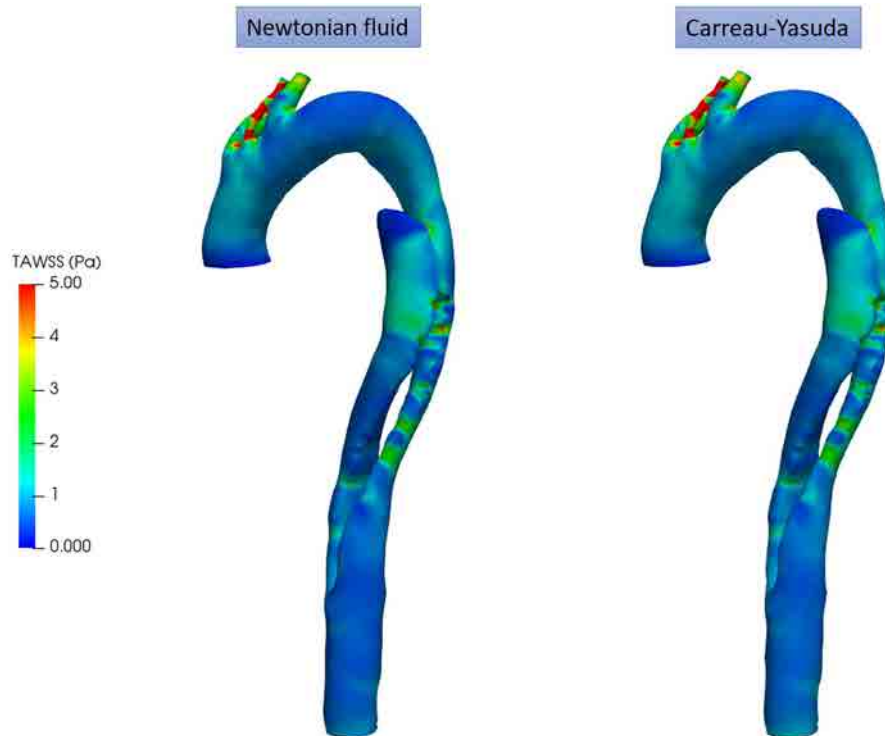 Newtonian fluid
Carreau-Yasuda
TAWSS (Pa)
5.00
4
3
2
1
0.000